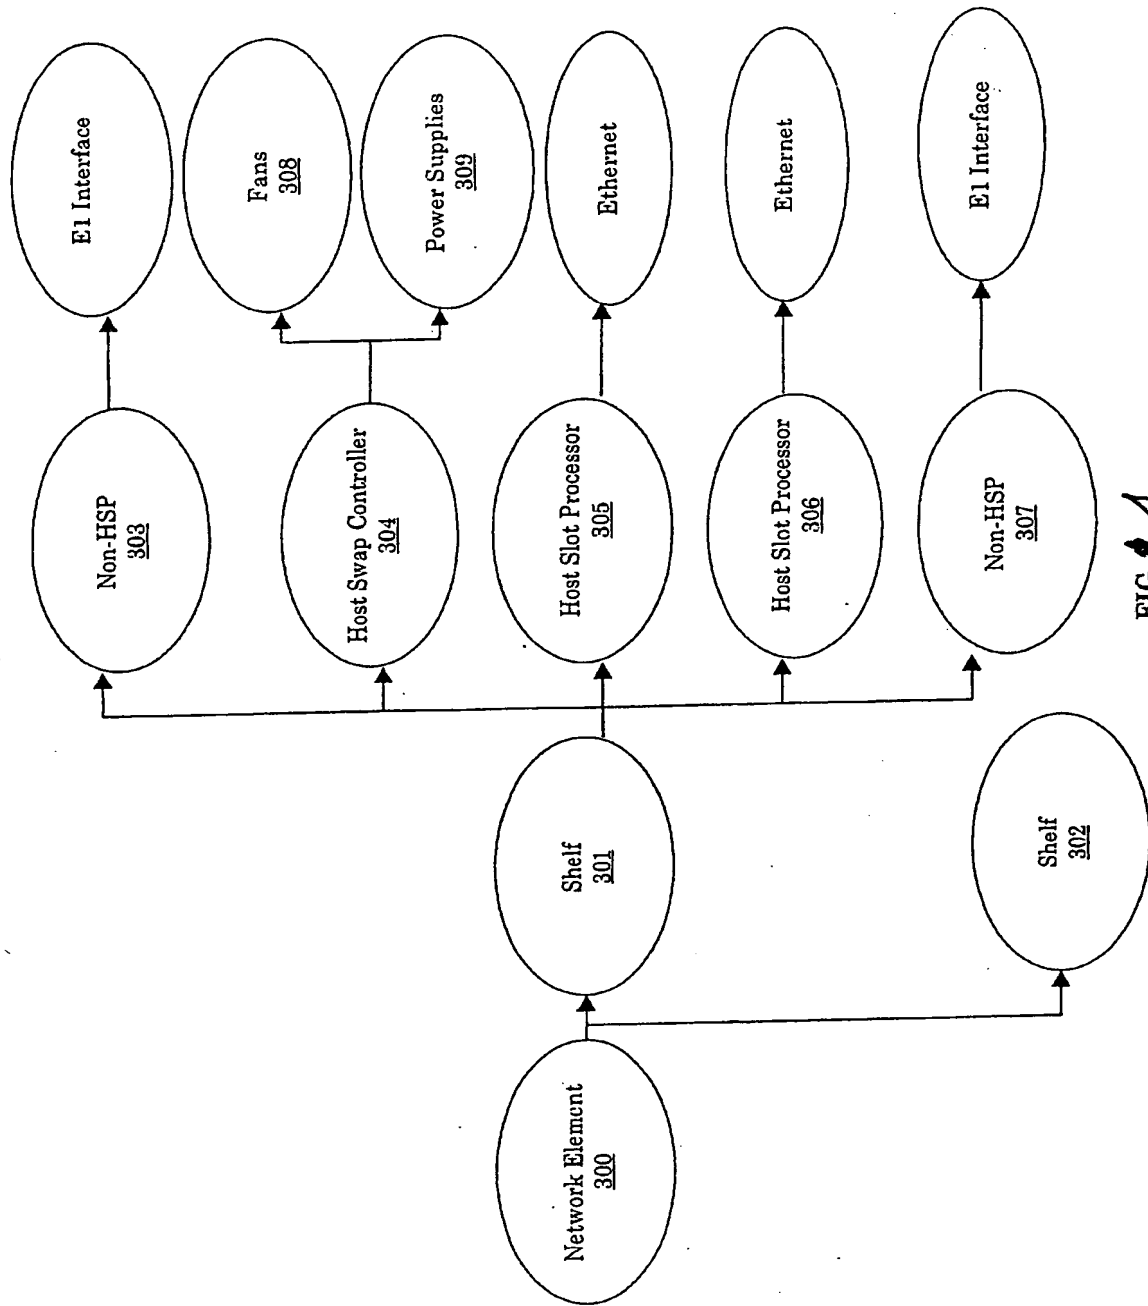 Network Element
300
Shelf
301
Shelf
302
Non-HSP
303
Host Swap Controller
304
Host Slot Processor
305
Host Slot Processor
306
Non-HSP
307
E1 Interface
Fans
308
Power Supplies
309
Ethernet
Ethernet
E1 Interface
FIG